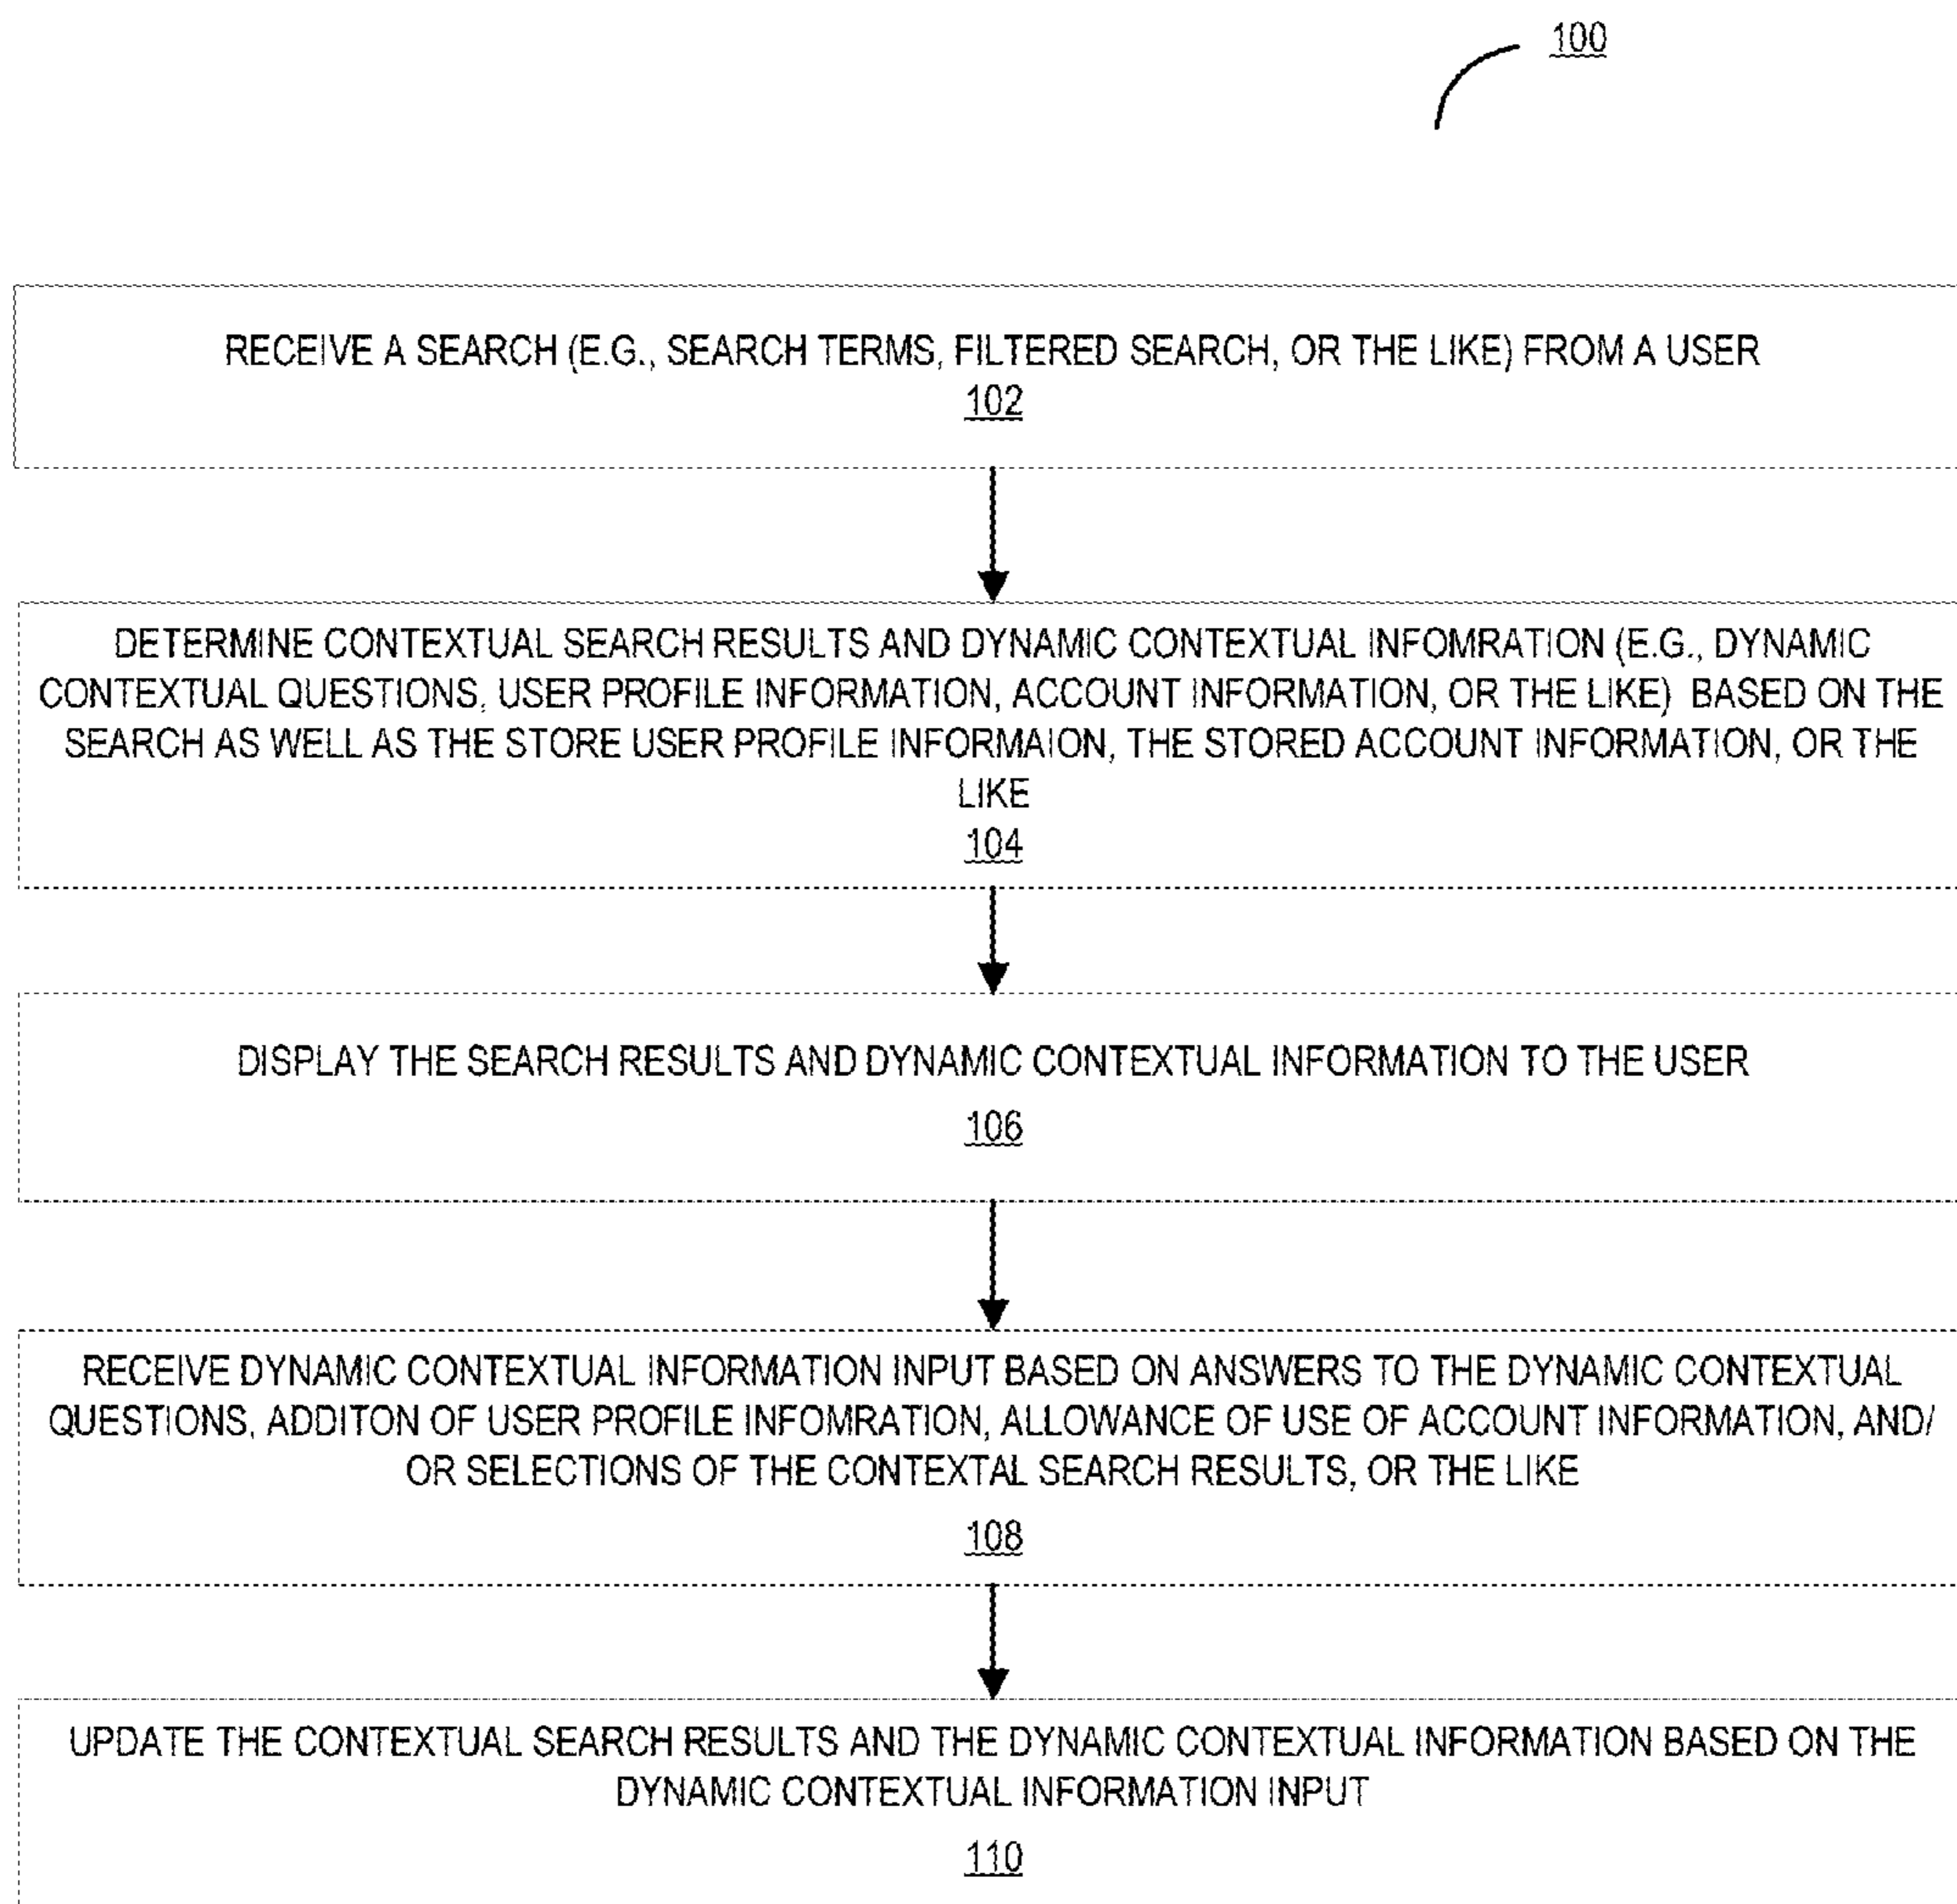 100
RECEIVE A SEARCH (E.G., SEARCH TERMS, FILTERED SEARCH, OR THE LIKE) FROM A USER
102
DETERMINE CONTEXTUAL SEARCH RESULTS AND DYNAMIC CONTEXTUAL INFOMRATION (E.G., DYNAMIC
CONTEXTUAL QUESTIONS, USER PROFILE INFORMATION, ACCOUNT INFORMATION, OR THE LIKE) BASED ON THE
SEARCH AS WELL AS THE STORE USER PROFILE INFORMAION, THE STORED ACCOUNT INFORMATION, OR THE
LIKE
104
DISPLAY THE SEARCH RESULTS AND DYNAMIC CONTEXTUAL INFORMATION TO THE USER
106
RECEIVE DYNAMIC CONTEXTUAL INFORMATION INPUT BASED ON ANSWERS TO THE DYNAMIC CONTEXTUAL
QUESTIONS, ADDITON OF USER PROFILE INFOMRATION, ALLOWANCE OF USE OF ACCOUNT INFORMATION, AND/
OR SELECTIONS OF THE CONTEXTAL SEARCH RESULTS, OR THE LIKE
108
UPDATE THE CONTEXTUAL SEARCH RESULTS AND THE DYNAMIC CONTEXTUAL INFORMATION BASED ON THE
DYNAMIC CONTEXTUAL INFORMATION INPUT
110